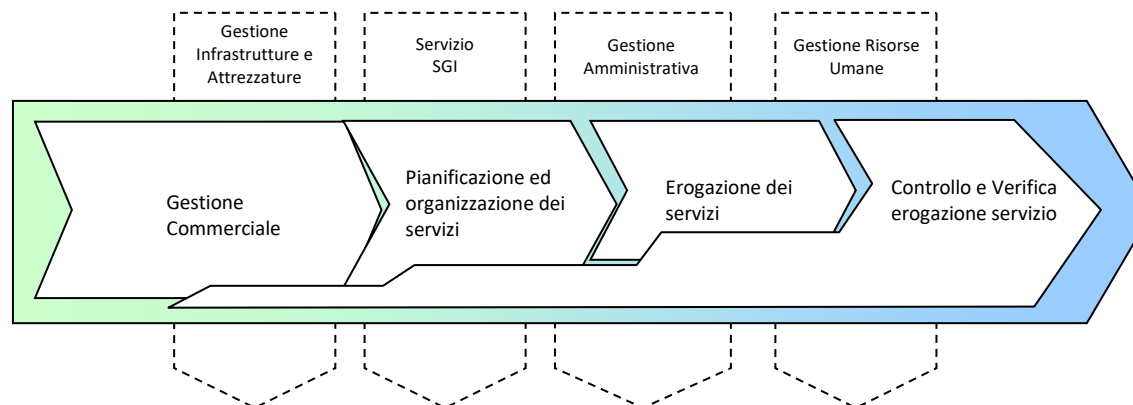 Gestione
Infrastrutture e
Attrezzature
Servizio
SGI
Gestione
Amministrativa
Gestione Risorse
Umane
Gestione
Commerciale
Pianificazione ed
organizzazione dei
servizi
Erogazione dei
servizi
Controllo e Verifica
erogazione servizio